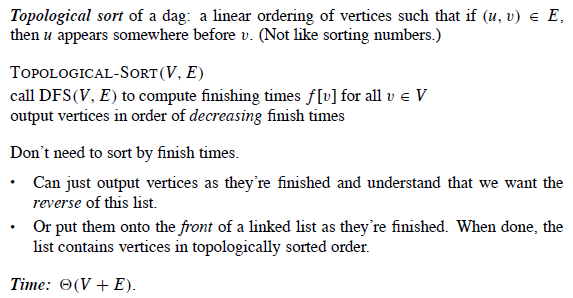 Topological sort of a dag: a linear ordering of vertices such that if (u, v) ∈ E,
then u appears somewhere before v. (Not like sorting numbers.)
TOPOLOGICAL-SORT(V, E)
call DFS(V, E) to compute finishing times f[v] for all v ∈ V
output vertices in order of decreasing finish times
Don't need to sort by finish times.
• Can just output vertices as they're finished and understand that we want the
reverse of this list.
• Or put them onto the front of a linked list as they're finished. When done, the
list contains vertices in topologically sorted order.
Time: Θ(V + E).